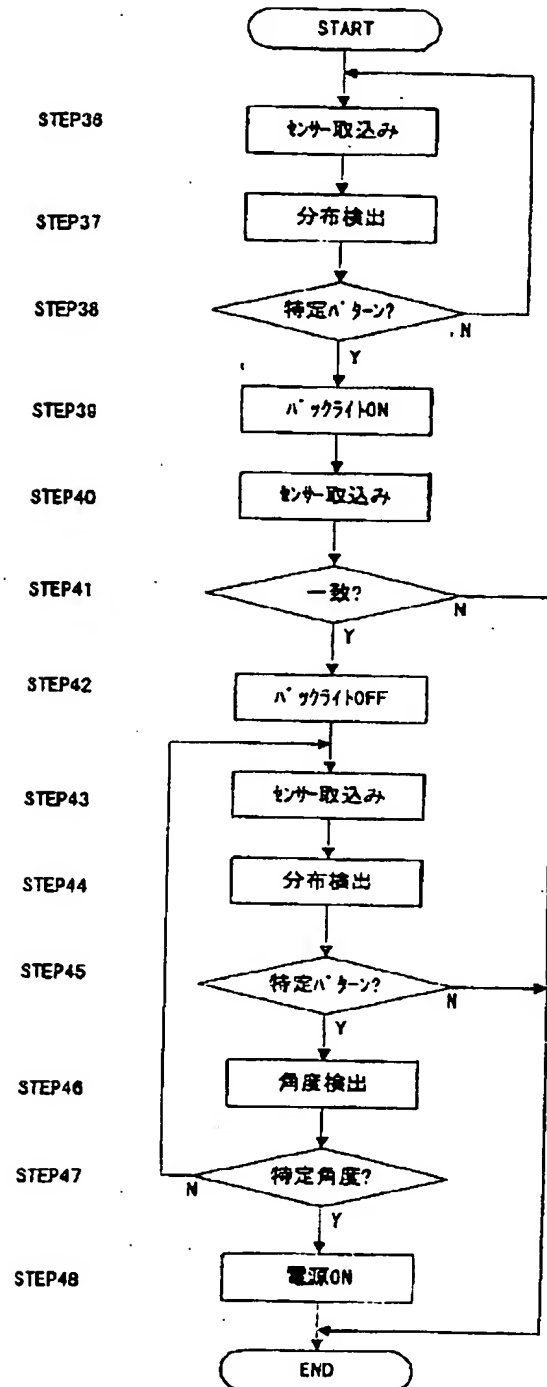 START
STEP36
センサー取込み
STEP37
分布検出
STEP38
特定パターン?
N
Y
STEP39
バックライトON
STEP40
センサー取込み
STEP41
一致?
N
Y
STEP42
バックライトOFF
STEP43
センサー取込み
STEP44
分布検出
STEP45
特定パターン?
N
Y
STEP46
角度検出
STEP47
特定角度?
N
Y
STEP48
電源ON
END